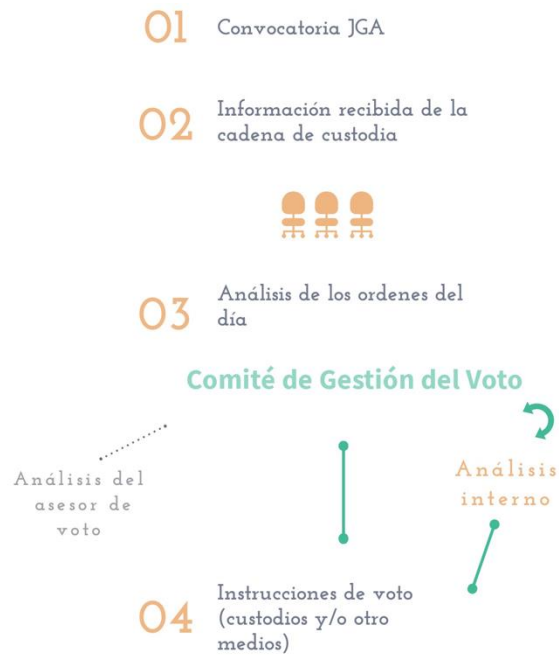 01
Convocatoria JGA
02
Información recibida de la
cadena de custodia
03
Análisis de los ordenes del
día
Comité de Gestión del Voto
Análisis del
asesor de
voto
Análisis
interno
04
Instrucciones de voto
(custodios y/o otro
medios)